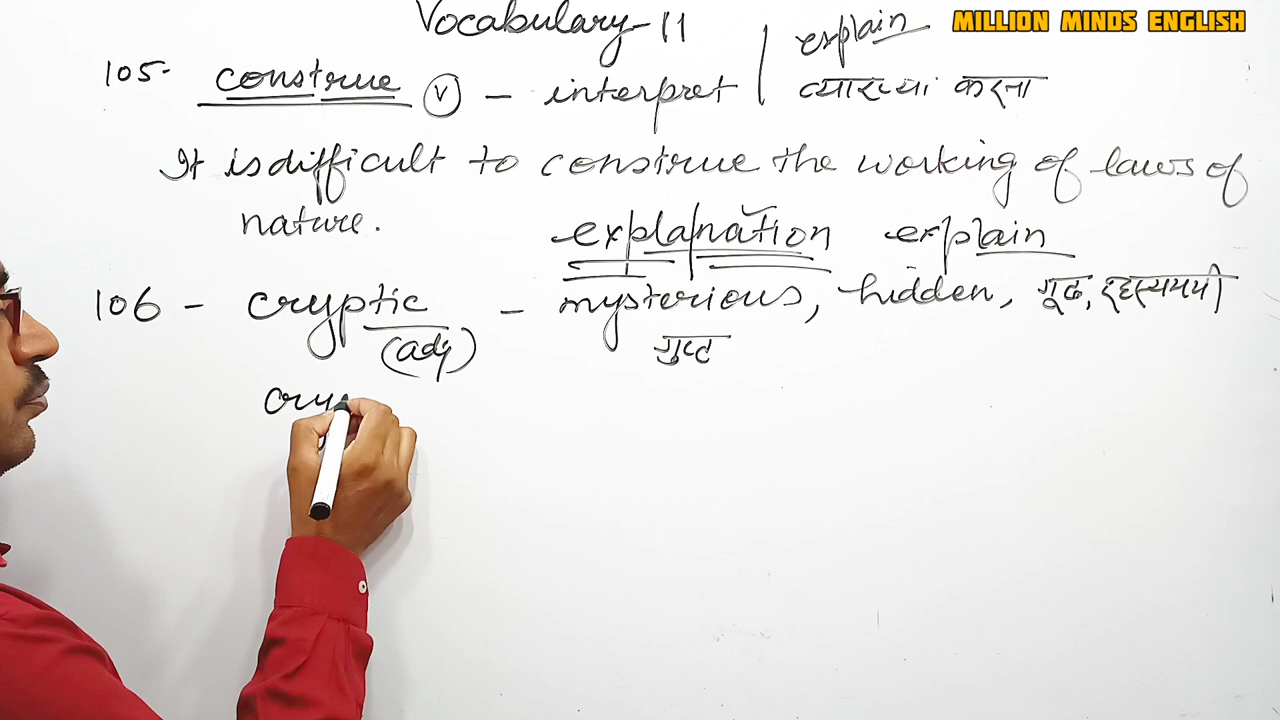 Vocabulary-11
MILLION MINDS ENGLISH
explain
105- construe (v) - interpret | व्याख्या करना
It is difficult to construe the working of laws of
nature.
explanation explain
106 - cryptic - mysterious, hidden, गूढ, रहस्यमयी
(adj) गुप्त
cry